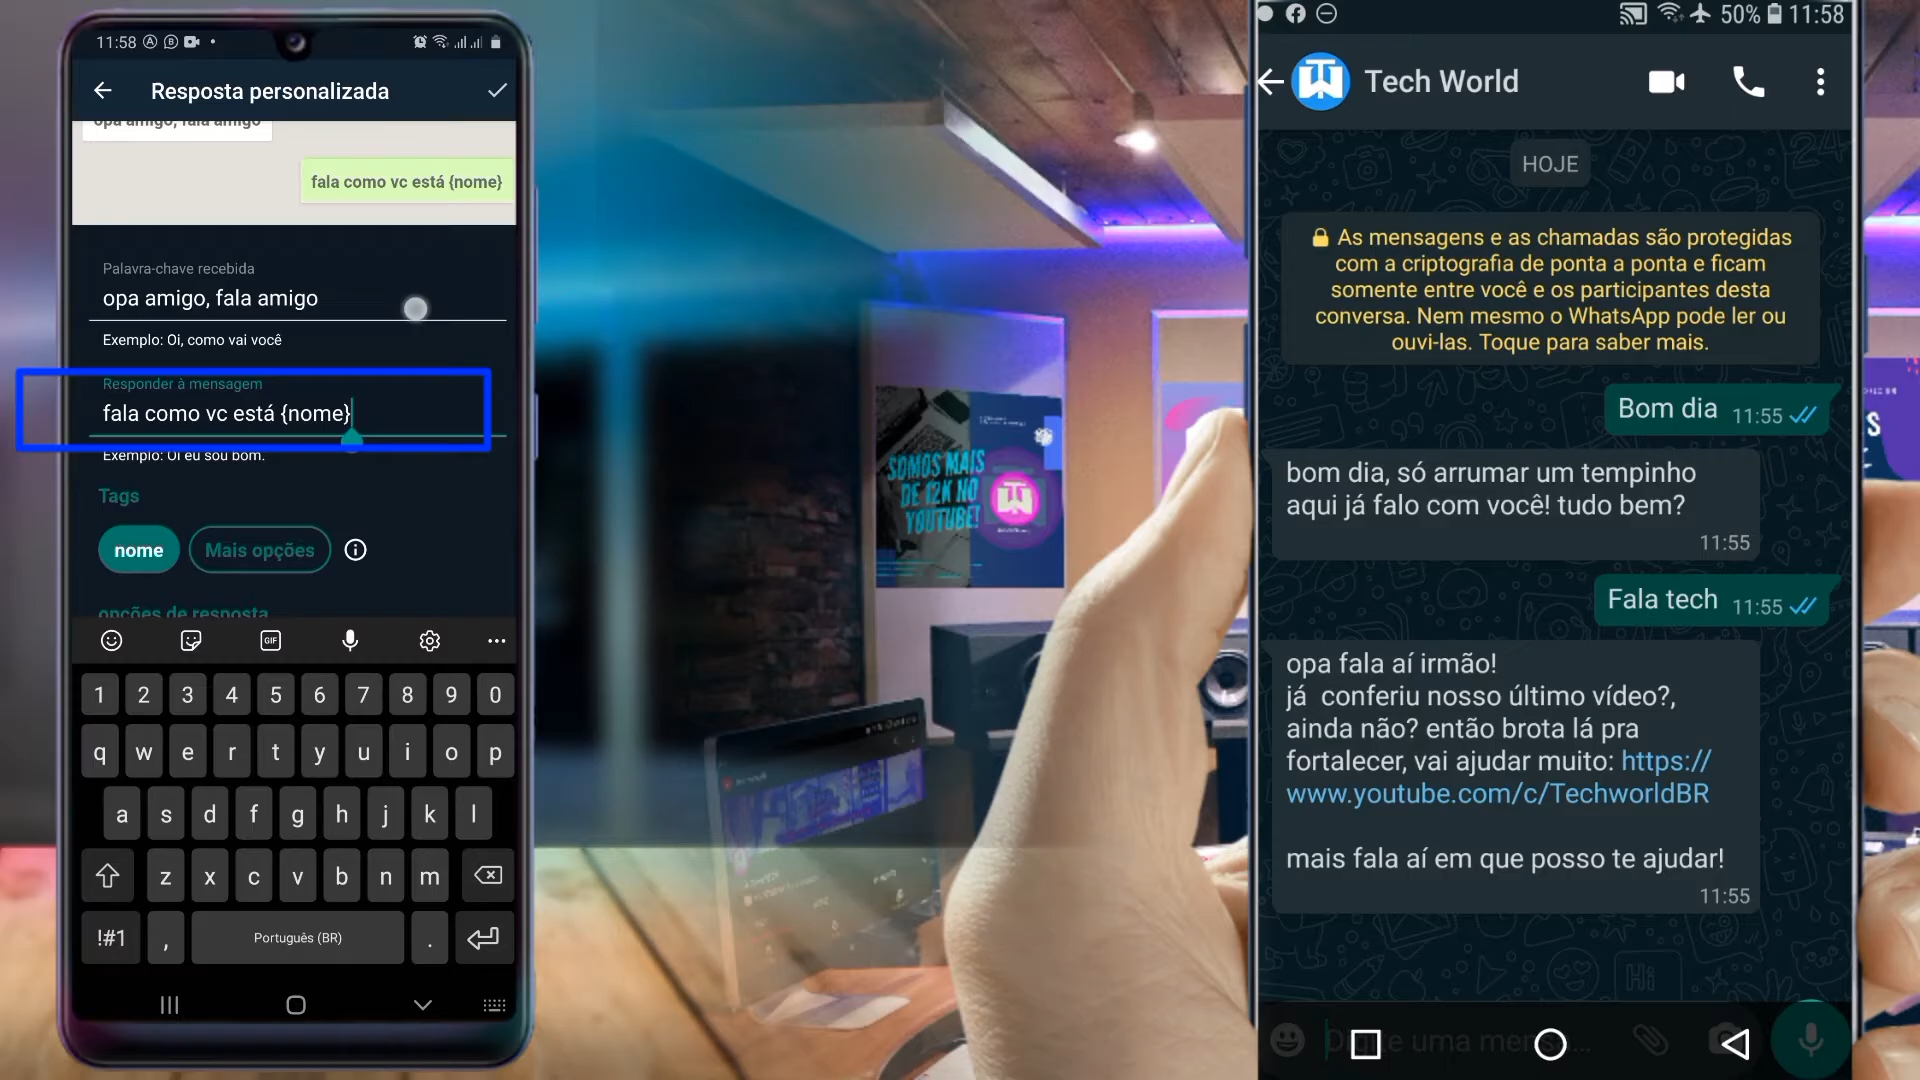 11:58
Resposta personalizada
opa amigo, fala amigo
fala como vc está {nome}
Palavra-chave recebida
opa amigo, fala amigo
Exemplo: Oi, como vai você
Responder à mensagem
fala como vc está {nome}
Exemplo: Oi eu sou bom.
Tags
nome
Mais opções
opções de resposta
GIF
1 2 3 4 5 6 7 8 9 0
q w e r t y u i o p
a s d f g h j k l
z x c v b n m
!#1 , Português (BR) .
SOMOS MAIS
DE 12K NO
YOUTUBE!
50% 11:58
Tech World
HOJE
As mensagens e as chamadas são protegidas
com a criptografia de ponta a ponta e ficam
somente entre você e os participantes desta
conversa. Nem mesmo o WhatsApp pode ler ou
ouvi-las. Toque para saber mais.
Bom dia 11:55
bom dia, só arrumar um tempinho
aqui já falo com você! tudo bem?
11:55
Fala tech 11:55
opa fala aí irmão!
já  conferiu nosso último vídeo?,
ainda não? então brota lá pra
fortalecer, vai ajudar muito: https://
www.youtube.com/c/TechworldBR
mais fala aí em que posso te ajudar!
11:55
Digite uma mens...